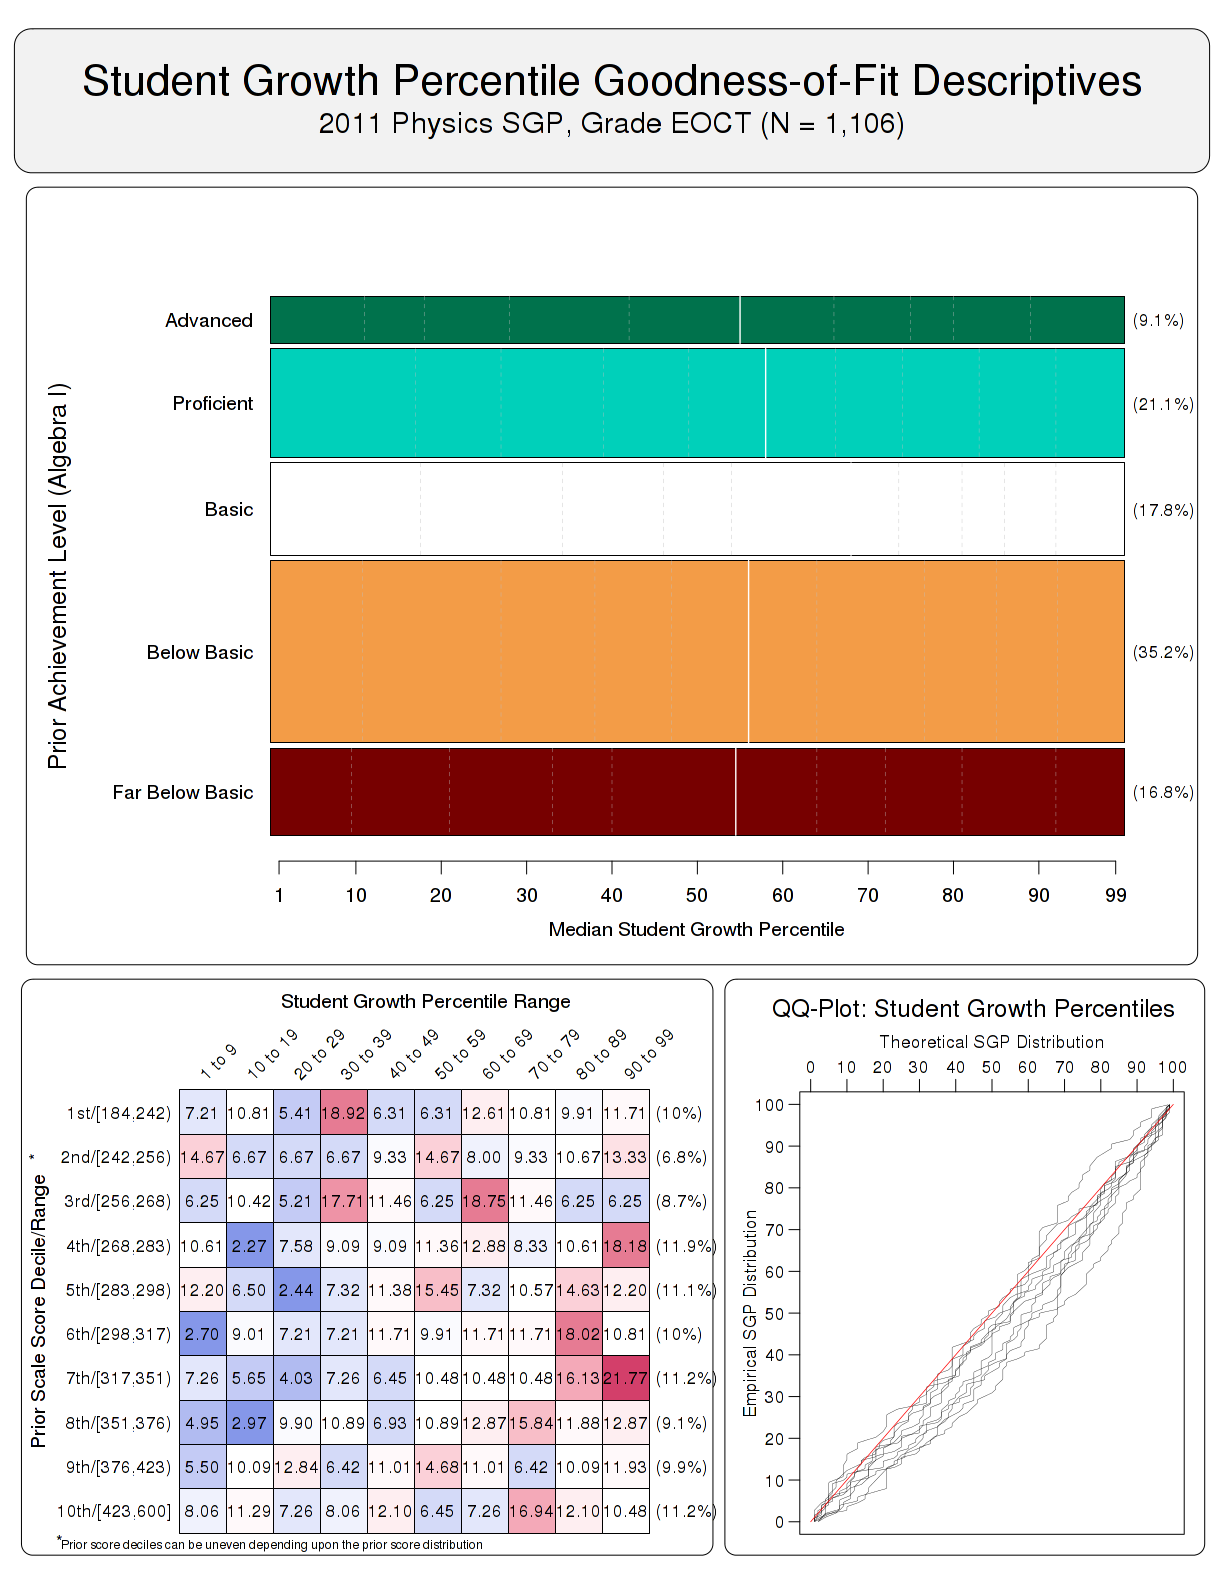 Student Growth Percentile Goodness-of-Fit Descriptives
2011 Physics SGP, Grade EOCT (N = 1,106)
Prior Achievement Level (Algebra I)
Advanced (9.1%)
Proficient (21.1%)
Basic (17.8%)
Below Basic (35.2%)
Far Below Basic (16.8%)
1 10 20 30 40 50 60 70 80 90 99
Median Student Growth Percentile
Student Growth Percentile Range
1 to 9 10 to 19 20 to 29 30 to 39 40 to 49 50 to 59 60 to 69 70 to 79 80 to 89 90 to 99
Prior Scale Score Decile/Range *
1st/[184,242) 7.21 10.81 5.41 18.92 6.31 6.31 12.61 10.81 9.91 11.71 (10%)
2nd/[242,256) 14.67 6.67 6.67 6.67 9.33 14.67 8.00 9.33 10.67 13.33 (6.8%)
3rd/[256,268) 6.25 10.42 5.21 17.71 11.46 6.25 18.75 11.46 6.25 6.25 (8.7%)
4th/[268,283) 10.61 2.27 7.58 9.09 9.09 11.36 12.88 8.33 10.61 18.18 (11.9%)
5th/[283,298) 12.20 6.50 2.44 7.32 11.38 15.45 7.32 10.57 14.63 12.20 (11.1%)
6th/[298,317) 2.70 9.01 7.21 7.21 11.71 9.91 11.71 11.71 18.02 10.81 (10%)
7th/[317,351) 7.26 5.65 4.03 7.26 6.45 10.48 10.48 10.48 16.13 21.77 (11.2%)
8th/[351,376) 4.95 2.97 9.90 10.89 6.93 10.89 12.87 15.84 11.88 12.87 (9.1%)
9th/[376,423) 5.50 10.09 12.84 6.42 11.01 14.68 11.01 6.42 10.09 11.93 (9.9%)
10th/[423,600] 8.06 11.29 7.26 8.06 12.10 6.45 7.26 16.94 12.10 10.48 (11.2%)
*Prior score deciles can be uneven depending upon the prior score distribution
QQ-Plot: Student Growth Percentiles
Theoretical SGP Distribution
0 10 20 30 40 50 60 70 80 90 100
Empirical SGP Distribution
100
90
80
70
60
50
40
30
20
10
0